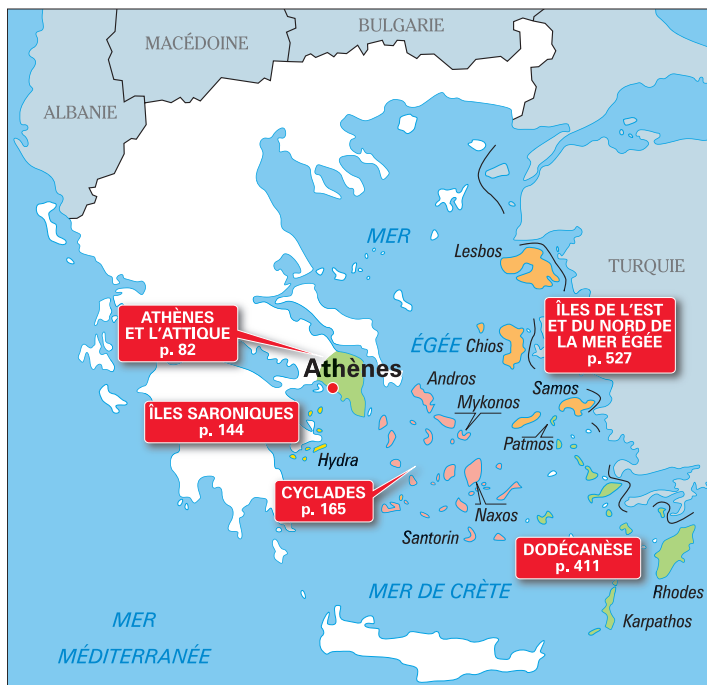 BULGARIE
MACÉDOINE
ALBANIE
MER
Lesbos
TURQUIE
ATHÈNES
ET L'ATTIQUE
p. 82
ÎLES DE L'EST
ET DU NORD DE
LA MER ÉGÉE
p. 527
ÉGÉE
Chios
Athènes
Andros
Samos
Mykonos
ÎLES SARONIQUES
p. 144
Patmos
Hydra
CYCLADES
p. 165
Naxos
Santorin
DODÉCANÈSE
p. 411
MER DE CRÈTE
Rhodes
Karpathos
MER
MÉDITERRANÉE